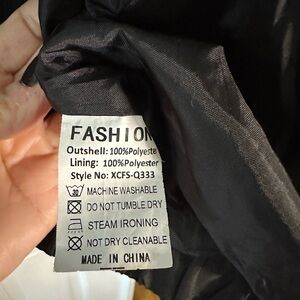 FASHION
Outshell: 100%Polyester
Lining: 100%Polyester
Style No: XCFS-Q333
MACHINE WASHABLE
DO NOT TUMBLE DRY
STEAM IRONING
NOT DRY CLEANABLE
MADE IN CHINA